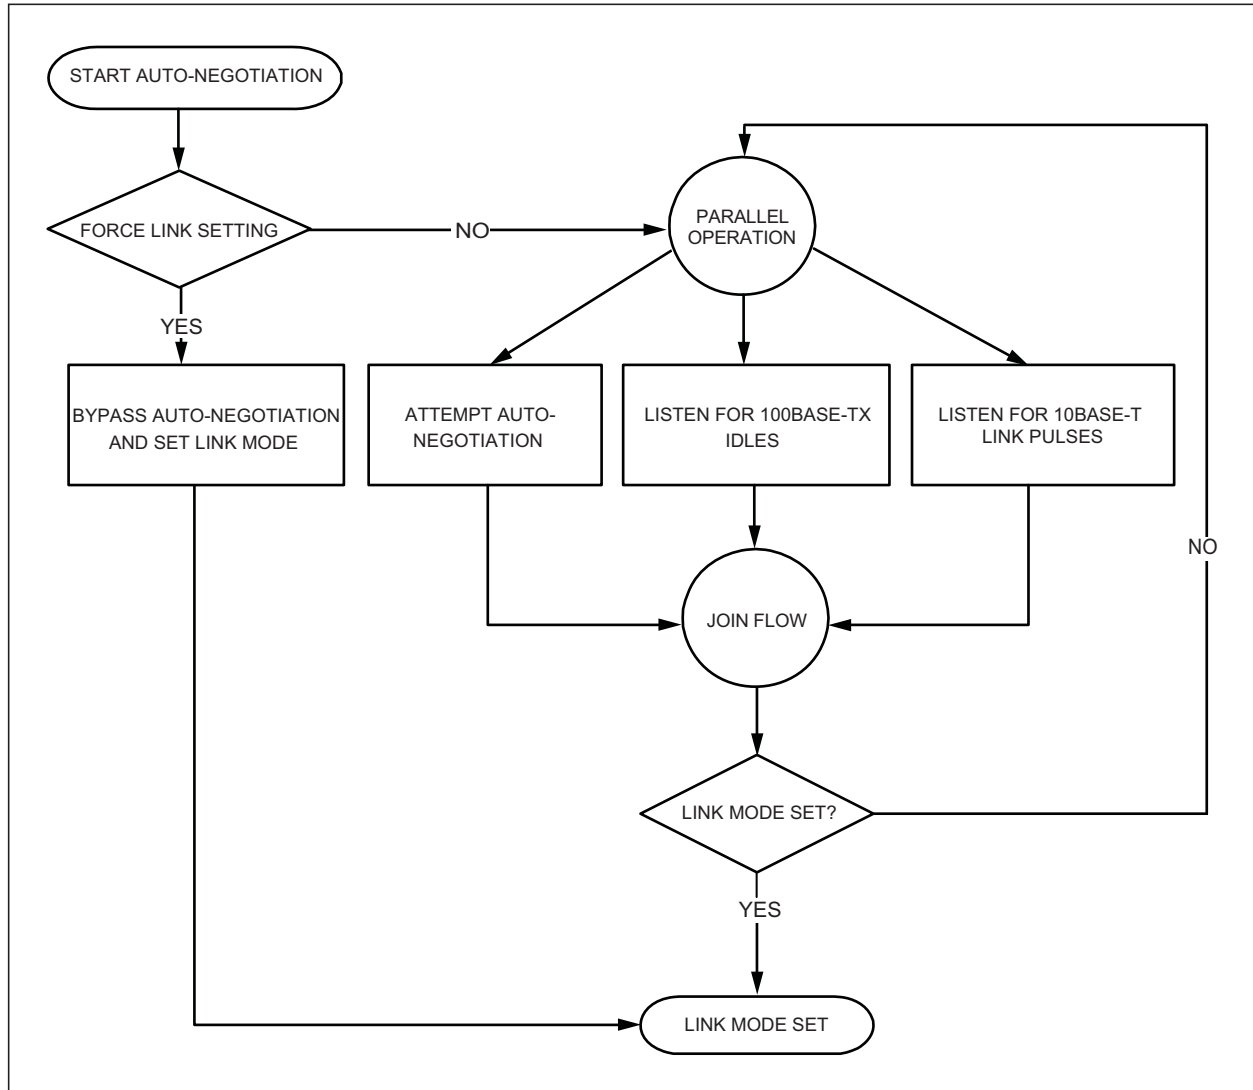 START AUTO-NEGOTIATION
FORCE LINK SETTING
NO
PARALLEL
OPERATION
YES
BYPASS AUTO-NEGOTIATION
AND SET LINK MODE
ATTEMPT AUTO-
NEGOTIATION
LISTEN FOR 100BASE-TX
IDLES
LISTEN FOR 10BASE-T
LINK PULSES
NO
JOIN FLOW
LINK MODE SET?
YES
LINK MODE SET